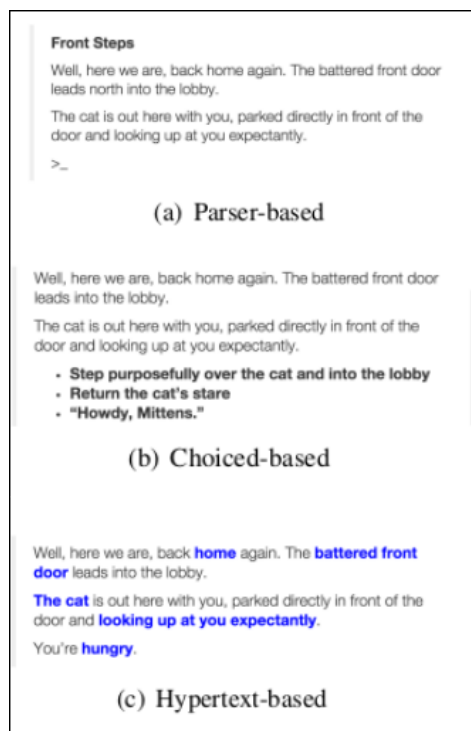 Front Steps
Well, here we are, back home again. The battered front door
leads north into the lobby.
The cat is out here with you, parked directly in front of the
door and looking up at you expectantly.
>_
(a) Parser-based
Well, here we are, back home again. The battered front door
leads into the lobby.
The cat is out here with you, parked directly in front of the
door and looking up at you expectantly.
• Step purposefully over the cat and into the lobby
• Return the cat's stare
• “Howdy, Mittens.”
(b) Choiced-based
Well, here we are, back home again. The battered front
door leads into the lobby.
The cat is out here with you, parked directly in front of the
door and looking up at you expectantly.
You're hungry.
(c) Hypertext-based